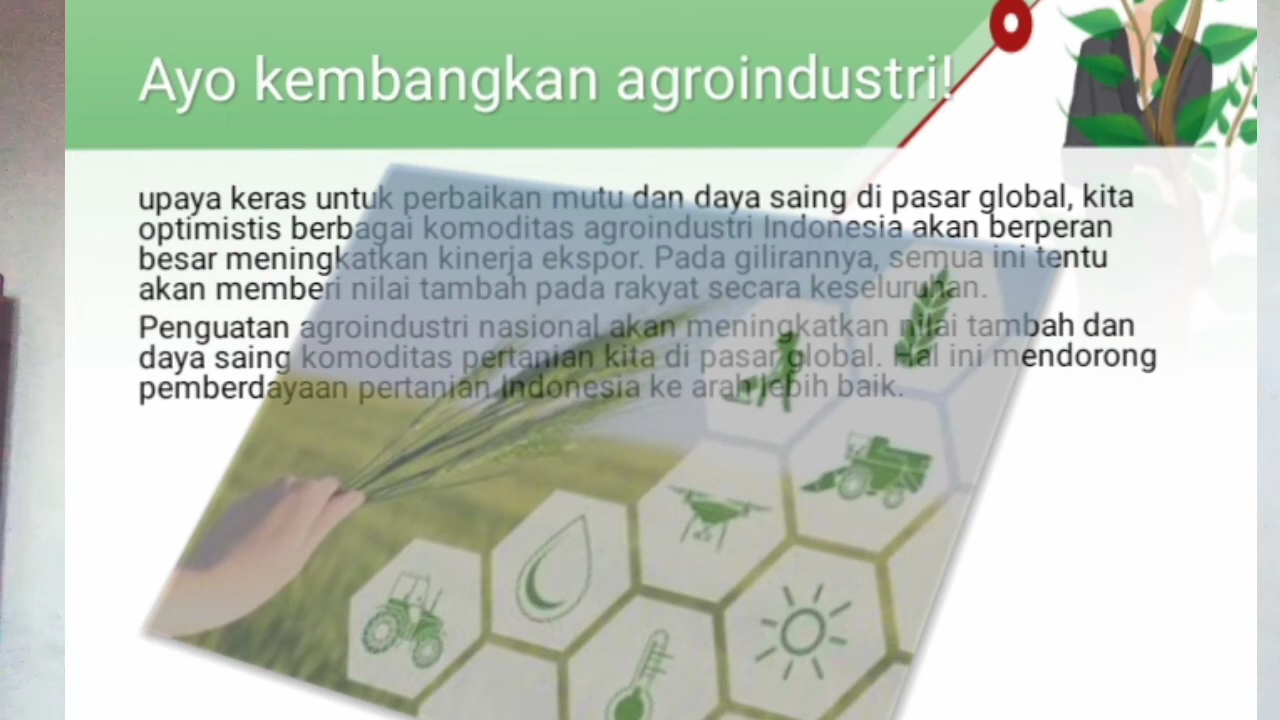 Ayo kembangkan agroindustri!
upaya keras untuk perbaikan mutu dan daya saing di pasar global, kita
optimistis berbagai komoditas agroindustri Indonesia akan berperan
besar meningkatkan kinerja ekspor. Pada gilirannya, semua ini tentu
akan memberi nilai tambah pada rakyat secara keseluruhan.
Penguatan agroindustri nasional akan meningkatkan nilai tambah dan
daya saing komoditas pertanian kita di pasar global. Hal ini mendorong
pemberdayaan pertanian Indonesia ke arah lebih baik.